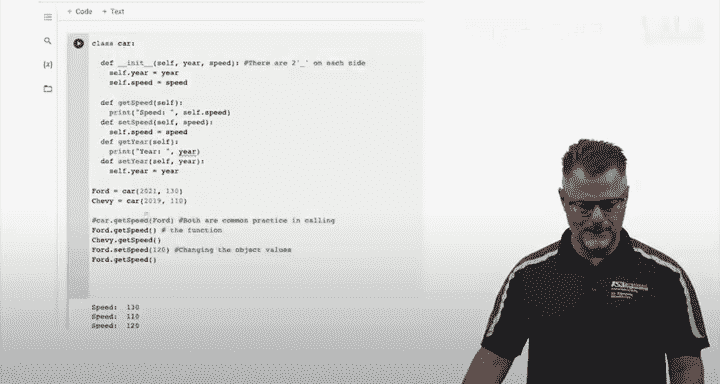 + Code + Text
class car:
def __init__(self, year, speed): #There are 2'_' on each side
self.year = year
self.speed = speed
def getSpeed(self):
print("Speed: ", self.speed)
def setSpeed(self, speed):
self.speed = speed
def getYear(self):
print("Year: ", year)
def setYear(self, year):
self.year = year
Ford = car(2021, 130)
Chevy = car(2019, 110)
#car.getSpeed(Ford) #Both are common practice in calling
Ford.getSpeed() # the function
Chevy.getSpeed()
Ford.setSpeed(120) #Changing the object values
Ford.getSpeed()
Speed: 130
Speed: 110
Speed: 120